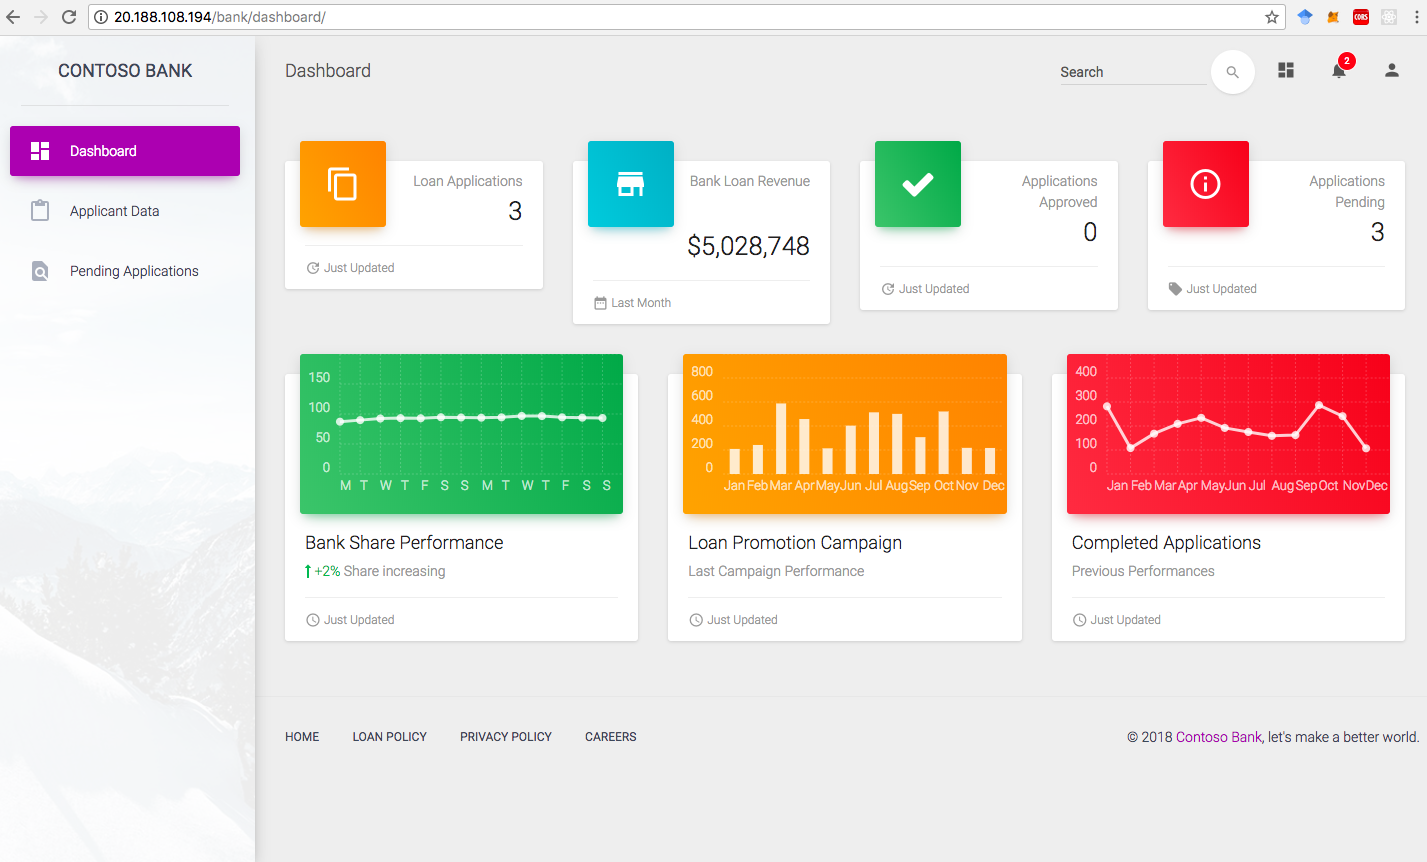 20.188.108.194/bank/dashboard/
CORS
CONTOSO BANK
Dashboard
Applicant Data
Pending Applications
Dashboard
Search
2
Loan Applications
3
Just Updated
Bank Loan Revenue
$5,028,748
Last Month
Applications
Approved
0
Just Updated
Applications
Pending
3
Just Updated
150
100
50
0
M T W T F S S M T W T F S S
Bank Share Performance
+2% Share increasing
Just Updated
800
600
400
200
0
Jan Feb Mar Apr May Jun Jul Aug Sep Oct Nov Dec
Loan Promotion Campaign
Last Campaign Performance
Just Updated
400
300
200
100
0
Jan Feb Mar Apr May Jun Jul Aug Sep Oct Nov Dec
Completed Applications
Previous Performances
Just Updated
HOME LOAN POLICY PRIVACY POLICY CAREERS
© 2018 Contoso Bank, let's make a better world.